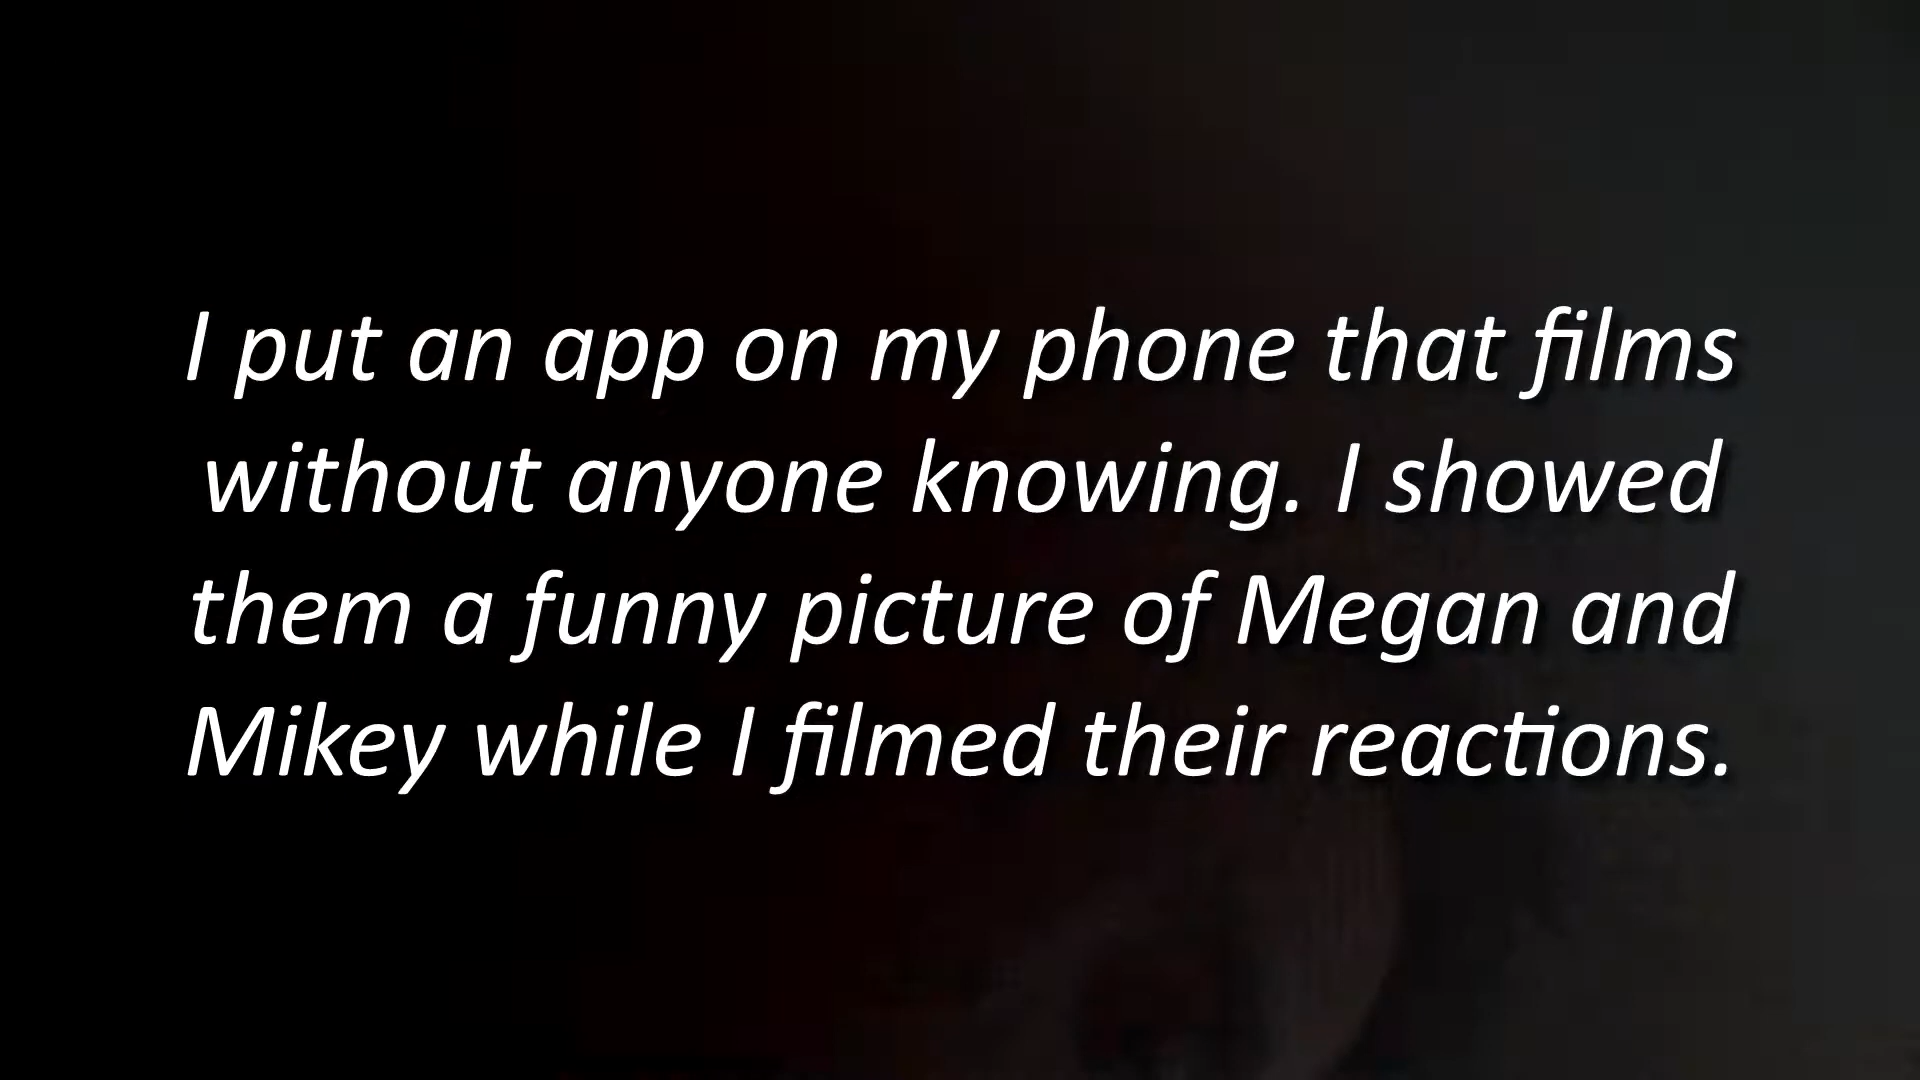 I put an app on my phone that films
without anyone knowing. I showed
them a funny picture of Megan and
Mikey while I filmed their reactions.